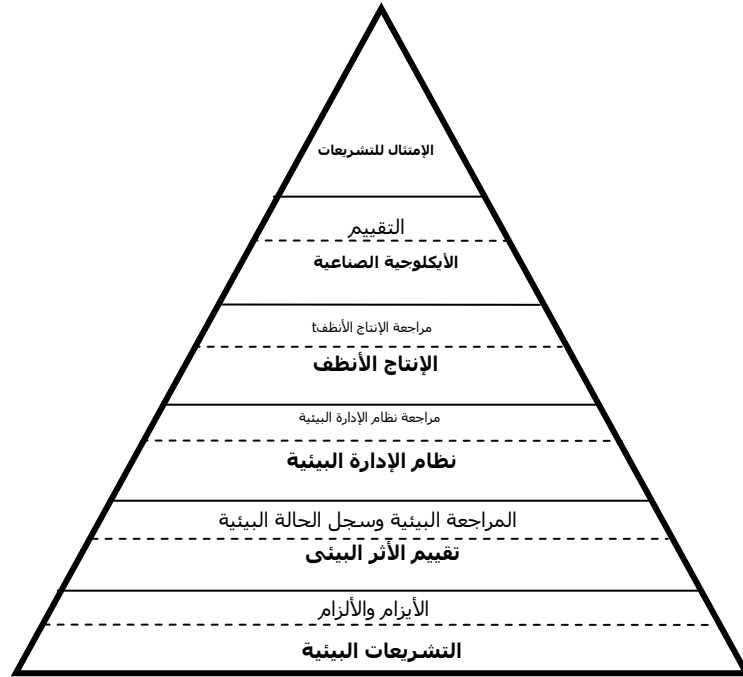 الإمتثال للتشريعات
التقييم
الأيكلوجية الصناعية
مراجعة الإنتاج الأنظفt
الإنتاج الأنظف
مراجعة نظام الإدارة البيئية
نظام الإدارة البيئية
المراجعة البيئية وسجل الحالة البيئية
تقييم الأثر البيئى
الأيزام والألزام
التشريعات البيئية